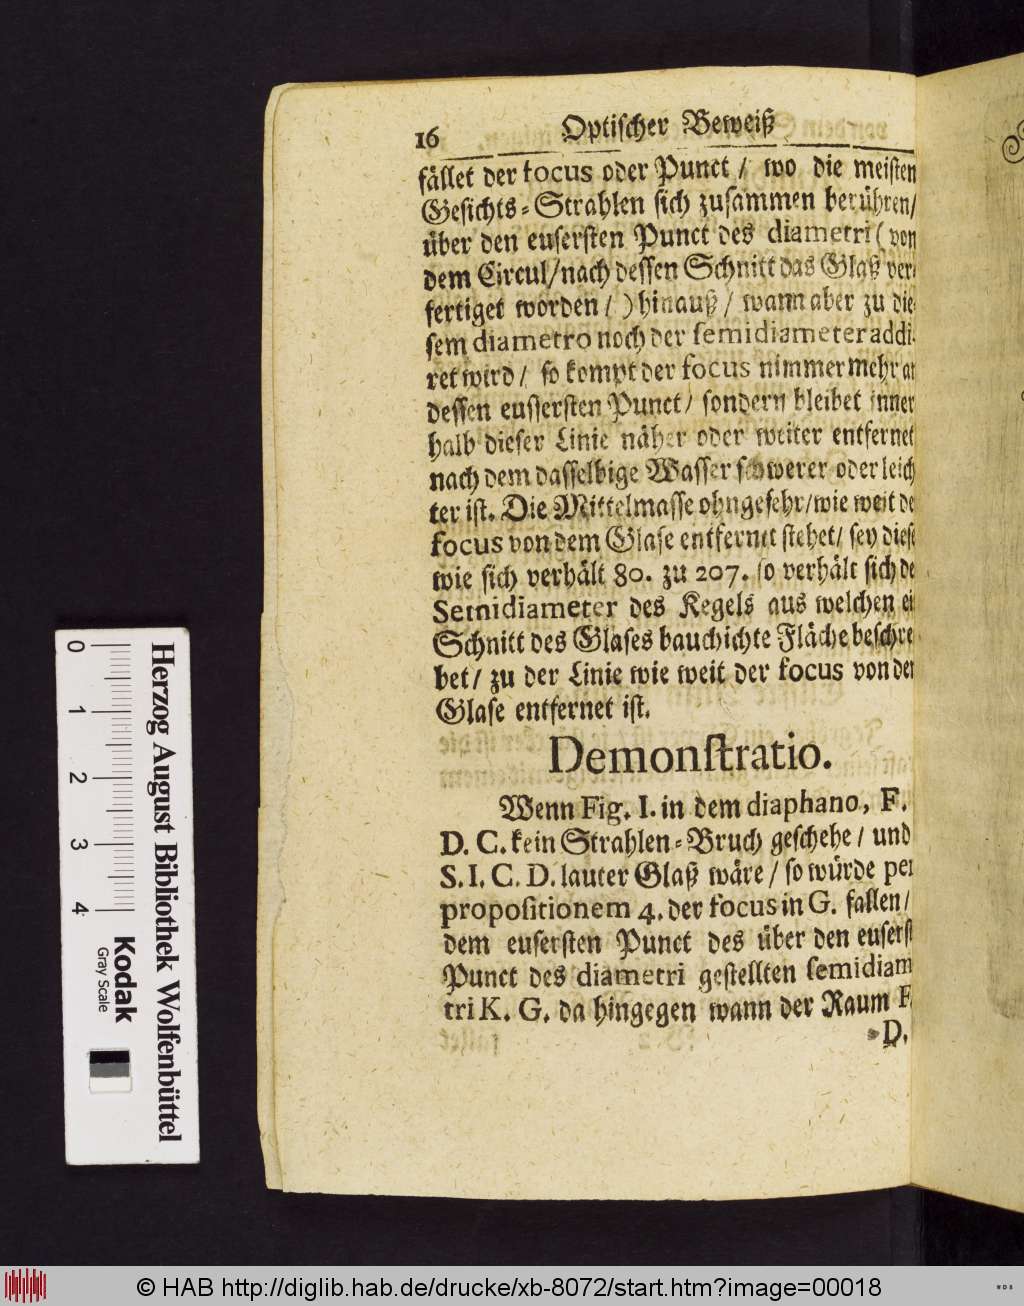 16 Optischer Beweiß
fället der focus oder Punct / wo die meisten
Gesichts-Strahlen sich zusammen berühren/
über den eusersten Punct des diametri (von
dem Circul/nach dessen Schnitt das Glaß ver-
fertiget worden / ) hinauß / wann aber zu die-
sem diametro noch der semidiameter addi-
ret wird / so kompt der focus nimmermehr an
dessen eussersten Punct/ sondern bleibet inner
halb dieser Linie näher oder weiter entfernet
nach dem dasselbige Wasser schwerer oder leich
ter ist. Die Mittelmasse ohngefehr/wie weit de
focus von dem Glase entfernet stehet/ sey diese
wie sich verhält 80. zu 207. so verhält sich de
Semidiameter des Kegels aus welchen ei
Schnitt des Glases bauchichte Fläche beschre
bet/ zu der Linie wie weit der focus von den
Glase entfernet ist.
Demonstratio.
Wenn Fig. I. in dem diaphano, F.
D. C. kein Strahlen-Bruch geschehe / und
S. I. C. D. lauter Glaß wäre / so würde per
propositionem 4. der focus in G. fallen /
dem eusersten Punct des über den euserst
Punct des diametri gestellten semidiam
tri K. G. da hingegen wann der Raum F.
D.
0 1 2 3 4
Herzog August Bibliothek Wolfenbüttel
Kodak
Gray Scale
© HAB http://diglib.hab.de/drucke/xb-8072/start.htm?image=00018